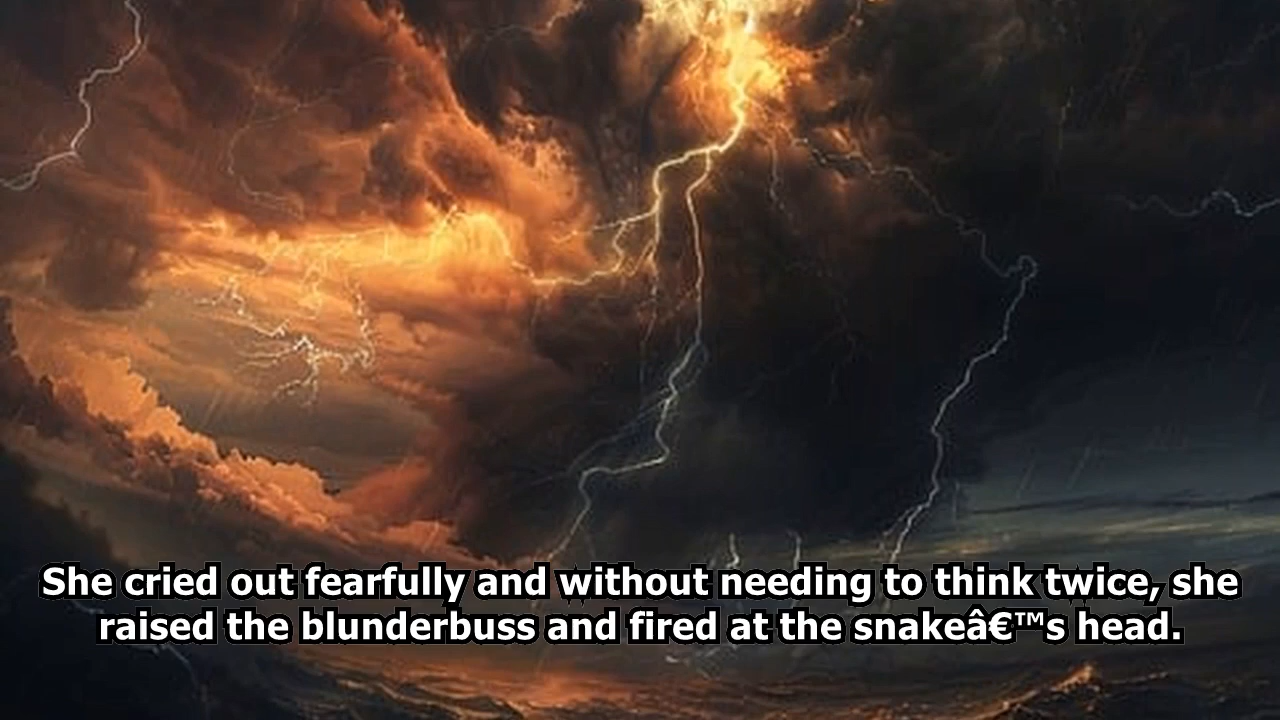 She cried out fearfully and without needing to think twice, she
raised the blunderbuss and fired at the snakeâ€™s head.